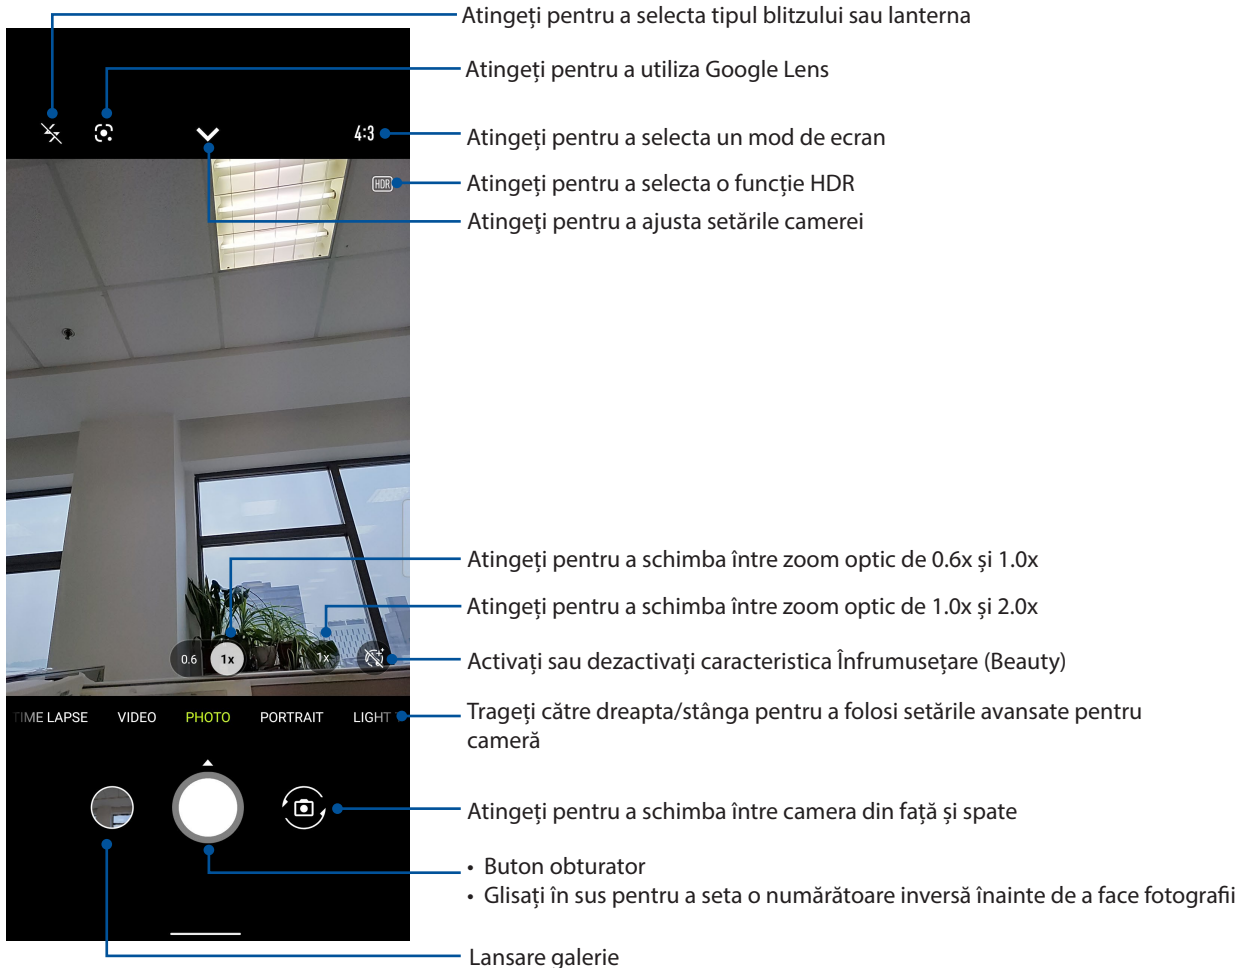 Atingeți pentru a selecta tipul blitzului sau lanterna
Atingeți pentru a utiliza Google Lens
4:3
Atingeți pentru a selecta un mod de ecran
HDR
Atingeți pentru a selecta o funcție HDR
Atingeţi pentru a ajusta setările camerei
Atingeți pentru a schimba între zoom optic de 0.6x și 1.0x
Atingeți pentru a schimba între zoom optic de 1.0x și 2.0x
0.6 1x 1x
Activați sau dezactivați caracteristica Înfrumusețare (Beauty)
TIME LAPSE VIDEO PHOTO PORTRAIT LIGHT
Trageți către dreapta/stânga pentru a folosi setările avansate pentru
cameră
Atingeți pentru a schimba între camera din față și spate
• Buton obturator
• Glisați în sus pentru a seta o numărătoare inversă înainte de a face fotografii
Lansare galerie